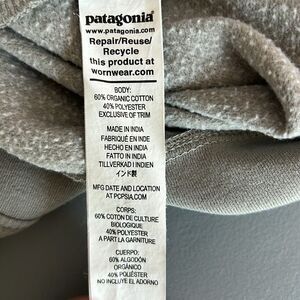 patagonia®
www.patagonia.com
Repair/Reuse/
Recycle
this product at
wornwear.com
BODY:
60% ORGANIC COTTON
40% POLYESTER
EXCLUSIVE OF TRIM
MADE IN INDIA
FABRIQUÉ EN INDE
HECHO EN INDIA
FATTO IN INDIA
TILLVERKAD I INDIEN
インド製
MFG DATE AND LOCATION
AT PCPSIA.COM
CORPS:
60% COTON DE CULTURE
BIOLOGIQUE
40% POLYESTER
A PART LA GARNITURE
CUERPO:
60% ALGODÓN
ORGÁNICO
40% POLIÉSTER
NO INCLUYE EL ADORNO